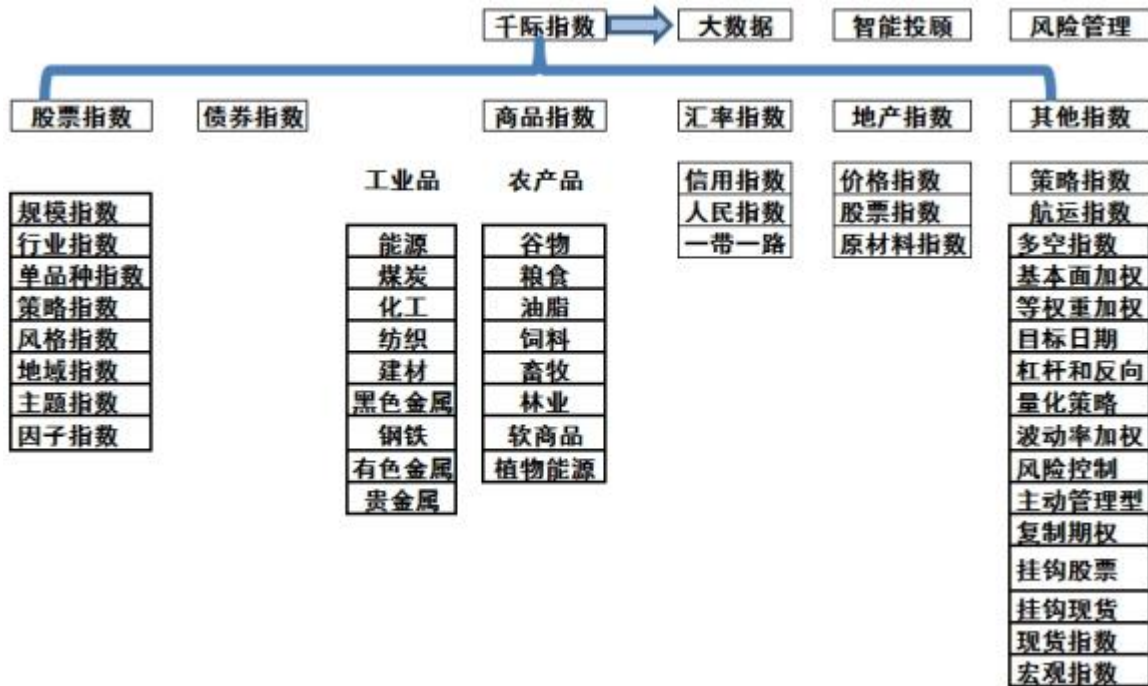 千际指数 大数据 智能投顾 风险管理
股票指数 债券指数 商品指数 汇率指数 地产指数 其他指数
工业品 农产品 信用指数 价格指数 策略指数
规模指数 人民指数 股票指数 航运指数
行业指数 能源 谷物 一带一路 原材料指数 多空指数
单品种指数 煤炭 粮食 基本面加权
策略指数 化工 油脂 等权重加权
风格指数 纺织 饲料 目标日期
地域指数 建材 畜牧 杠杆和反向
主题指数 黑色金属 林业 量化策略
因子指数 钢铁 软商品 波动率加权
有色金属 植物能源 风险控制
贵金属 主动管理型
复制期权
挂钩股票
挂钩现货
现货指数
宏观指数